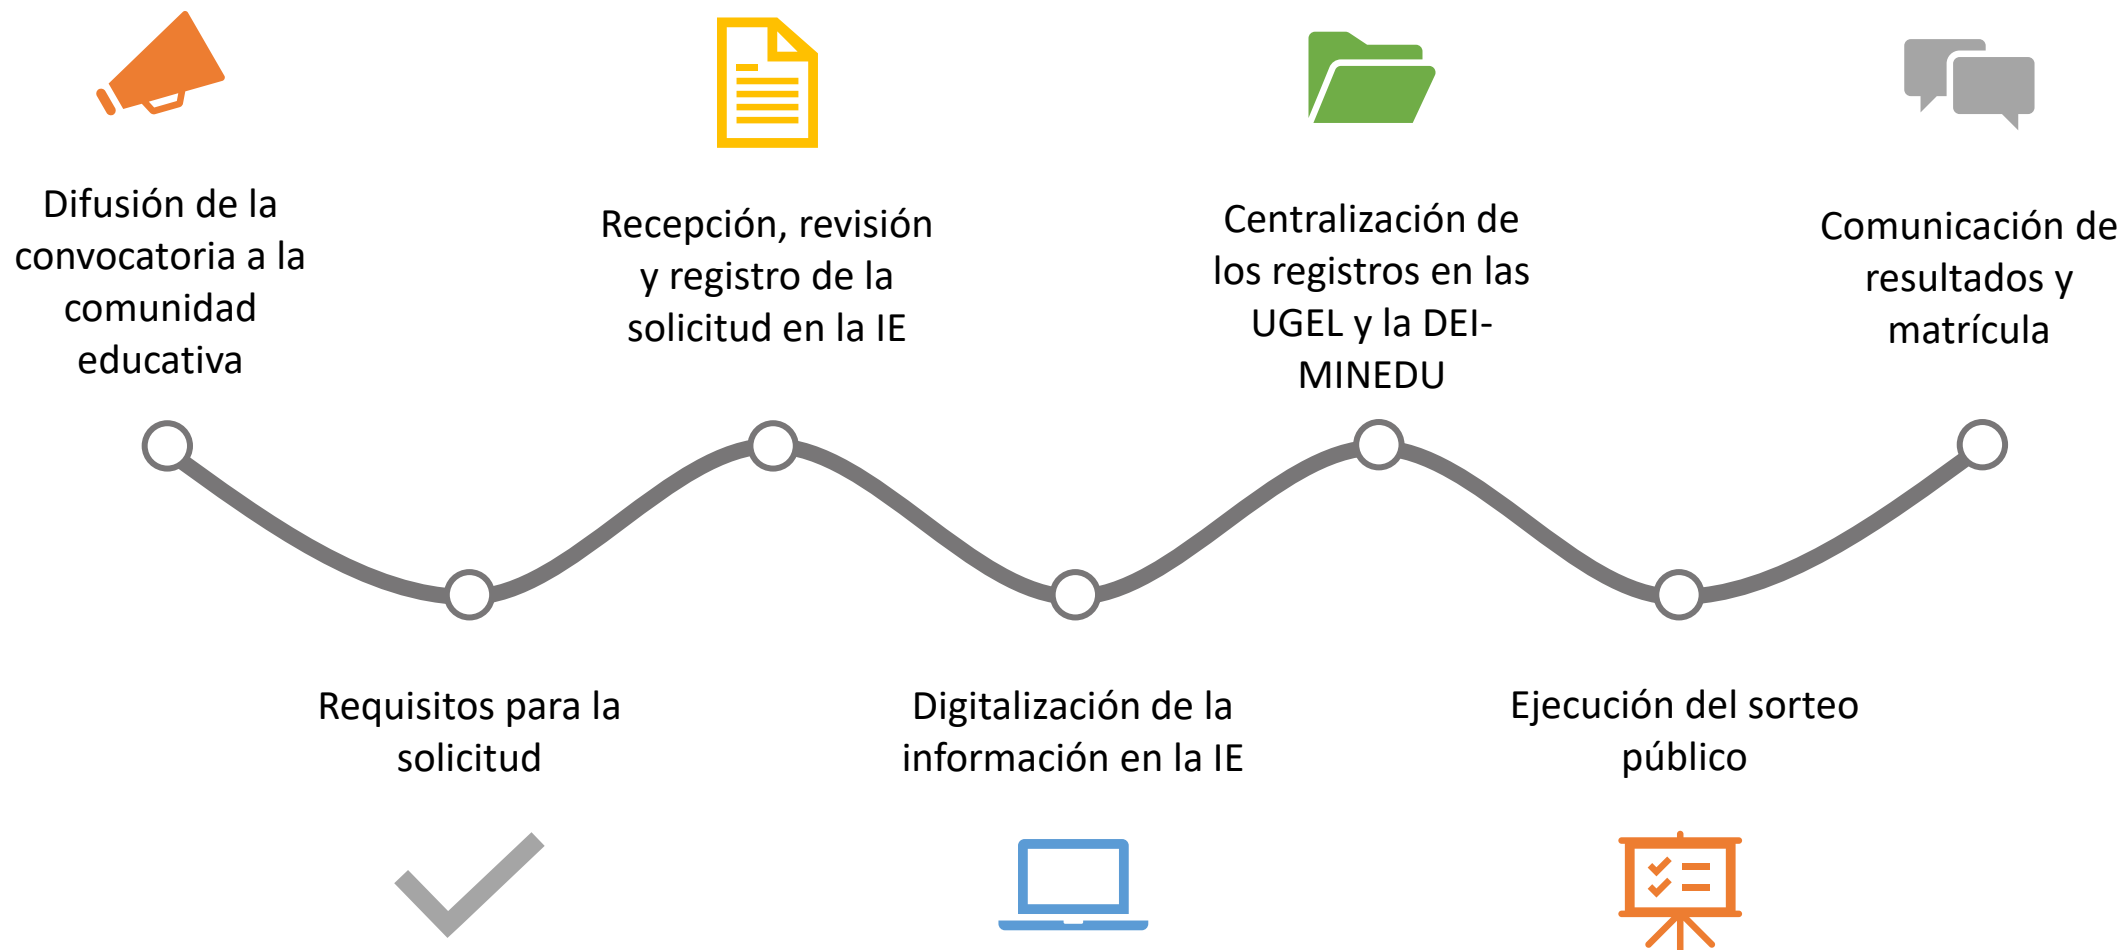 Difusión de la
convocatoria a la
comunidad
educativa
Requisitos para la
solicitud
Recepción, revisión
y registro de la
solicitud en la IE
Digitalización de la
información en la IE
Centralización de
los registros en las
UGEL y la DEI-
MINEDU
Ejecución del sorteo
público
Comunicación de
resultados y
matrícula